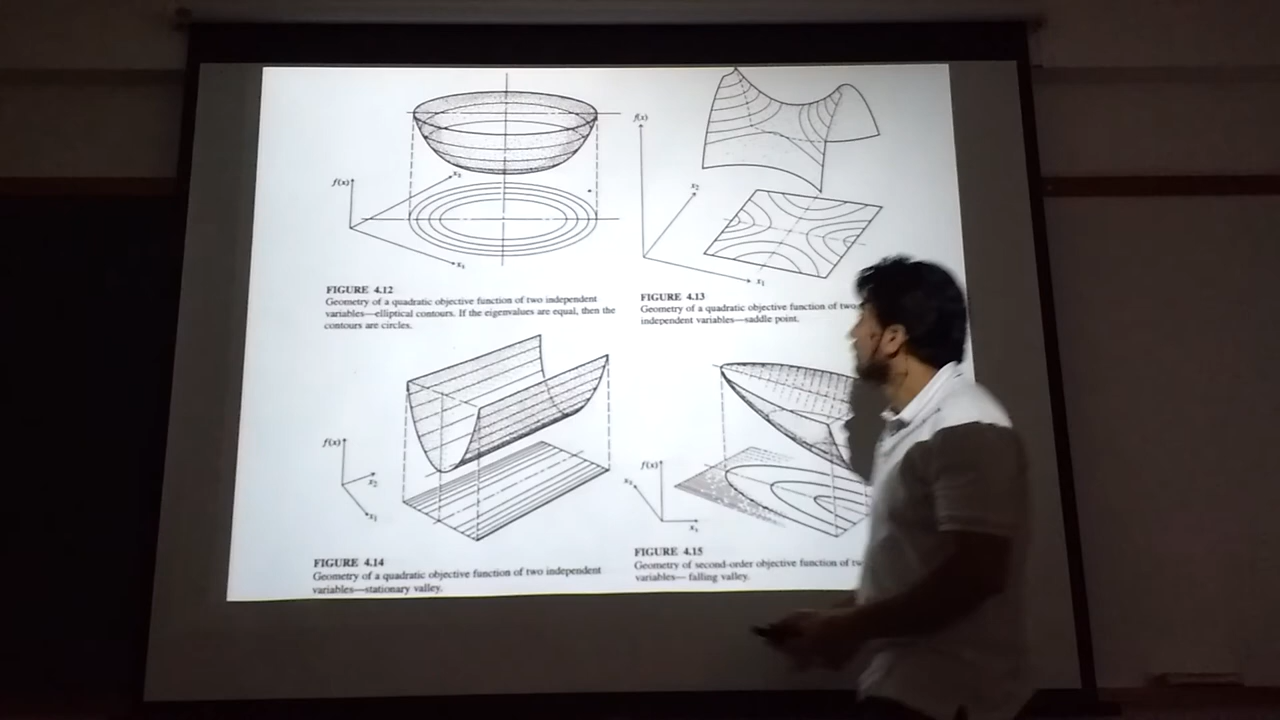 f(x)
x₂
x₁
FIGURE 4.12
Geometry of a quadratic objective function of two independent
variables—elliptical contours. If the eigenvalues are equal, then the
contours are circles.
f(x)
x₂
x₁
FIGURE 4.13
Geometry of a quadratic objective function of two
independent variables—saddle point.
f(x)
x₂
x₁
FIGURE 4.14
Geometry of a quadratic objective function of two independent
variables—stationary valley.
f(x)
x₂
x₁
FIGURE 4.15
Geometry of second-order objective function of
variables— falling valley.